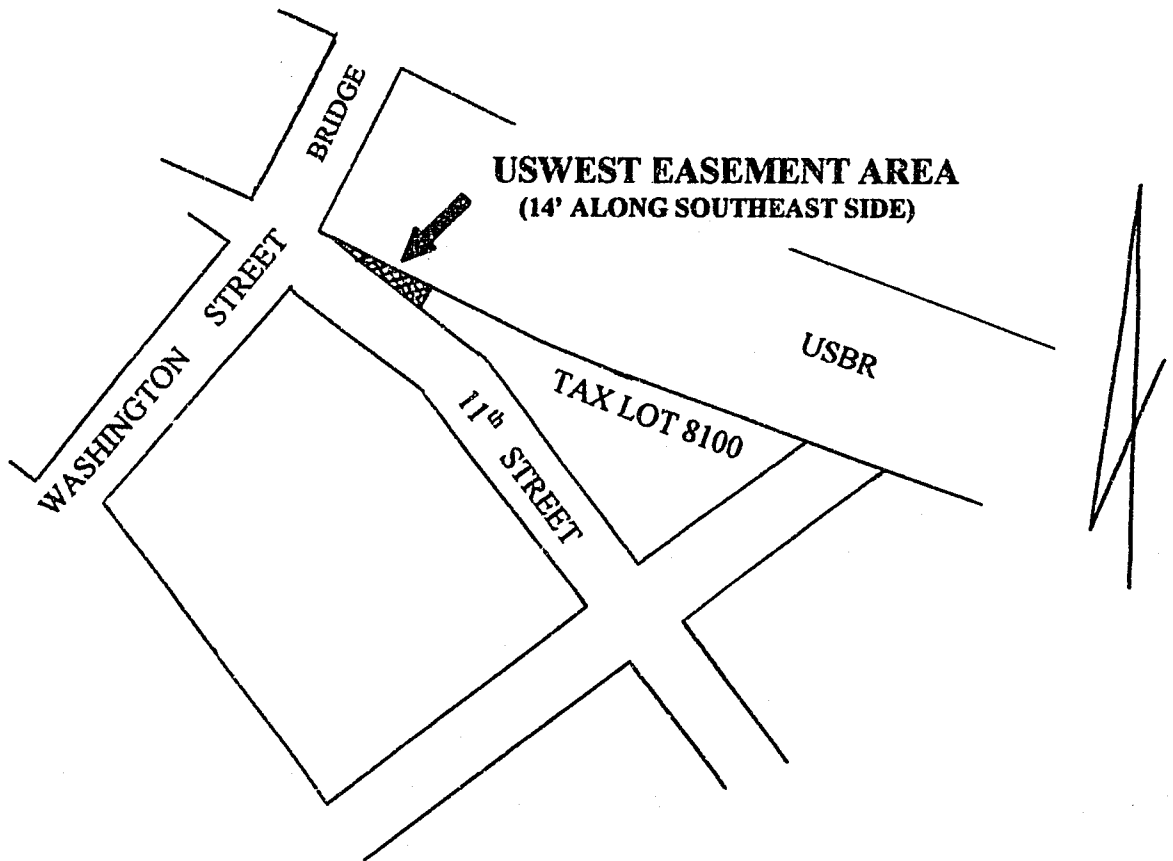 BRIDGE
USWEST EASEMENT AREA
(14' ALONG SOUTHEAST SIDE)
WASHINGTON STREET
USBR
TAX LOT 8100
11th STREET